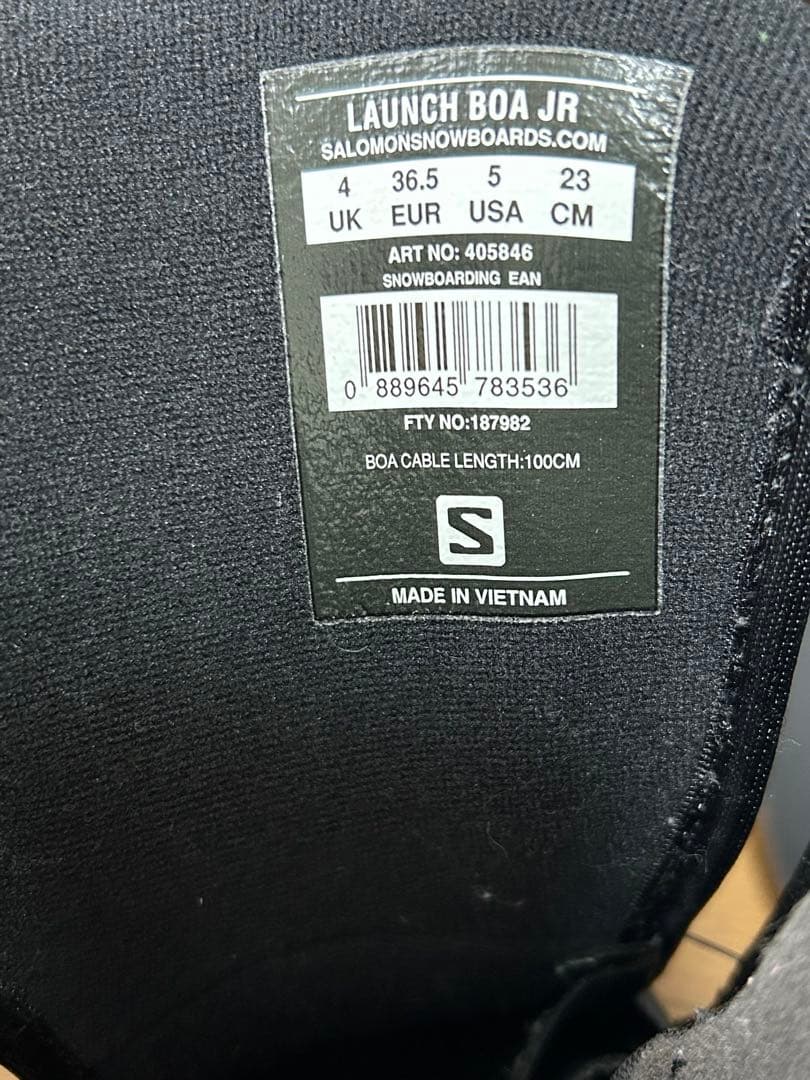 LAUNCH BOA JR
SALOMONSNOWBOARDS.COM
4 36.5 5 23
UK EUR USA CM
ART NO: 405846
SNOWBOARDING EAN
0 889645 783536
FTY NO:187982
BOA CABLE LENGTH:100CM
S
MADE IN VIETNAM